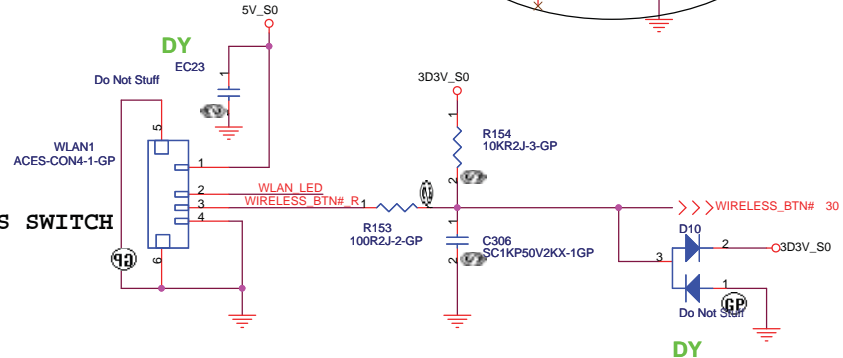 5V_S0
DY
EC23
1
Do Not Stuff
3D3V_S0
5
WLAN1
ACES-CON4-1-GP
1
R154
10KR2J-3-GP
1
2
2
WLAN_LED
3
WIRELESS_BTN#_R
1
WIRELESS_BTN# 30
4
S SWITCH
R153
100R2J-2-GP
1
C306
SC1KP50V2KX-1GP
2
D10
2
3D3V_S0
3
GP
6
1
GP
Do Not Stuff
DY